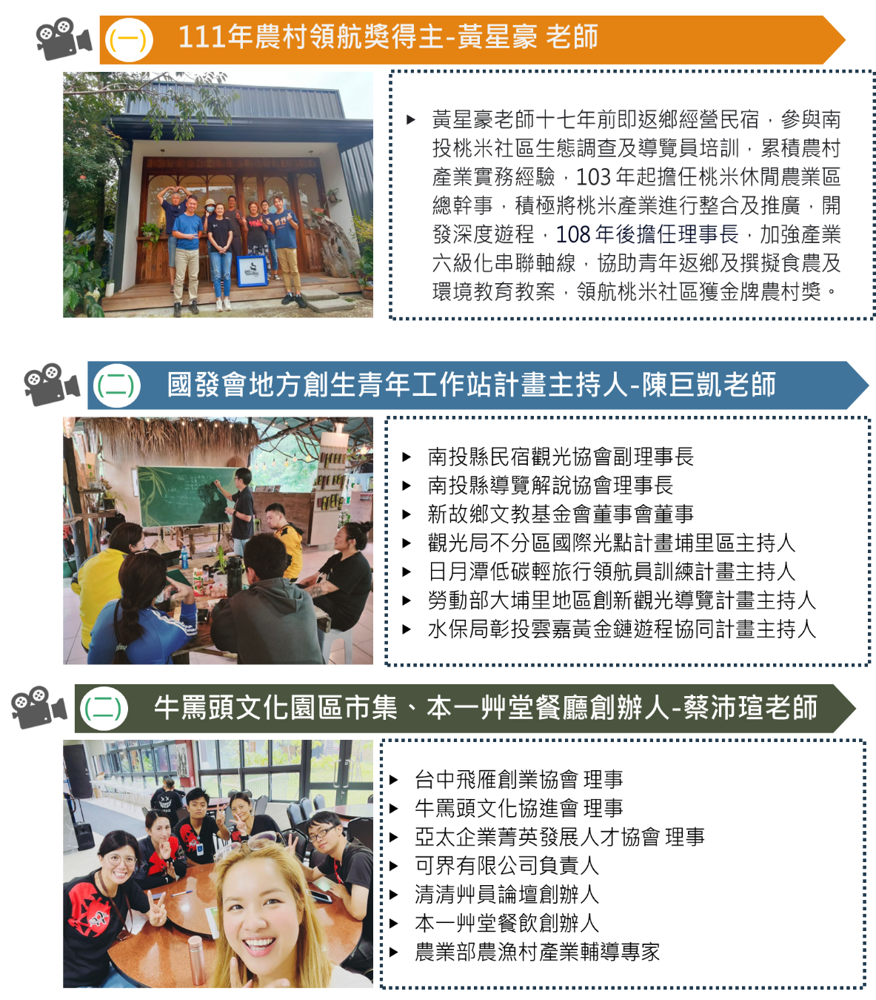 (一)
111年農村領航獎得主-黃星豪 老師
黃星豪老師十七年前即返鄉經營民宿，參與南
投桃米社區生態調查及導覽員培訓，累積農村
產業實務經驗，103年起擔任桃米休閒農業區
總幹事，積極將桃米產業進行整合及推廣，開
發深度遊程，108年後擔任理事長，加強產業
六級化串聯軸線，協助青年返鄉及撰擬食農及
環境教育教案，領航桃米社區獲金牌農村獎。
(二)
國發會地方創生青年工作站計畫主持人-陳巨凱老師
南投縣民宿觀光協會副理事長
南投縣導覽解說協會理事長
新故鄉文教基金會董事會董事
觀光局不分區國際光點計畫埔里區主持人
日月潭低碳輕旅行領航員訓練計畫主持人
勞動部大埔里地區創新觀光導覽計畫主持人
水保局彰投雲嘉黃金鏈遊程協同計畫主持人
(二)
牛罵頭文化園區市集、本一艸堂餐廳創辦人-蔡沛瑄老師
台中飛雁創業協會 理事
牛罵頭文化協進會 理事
亞太企業菁英發展人才協會 理事
可界有限公司負責人
清清艸員論壇創辦人
本一艸堂餐飲創辦人
農業部農漁村產業輔導專家